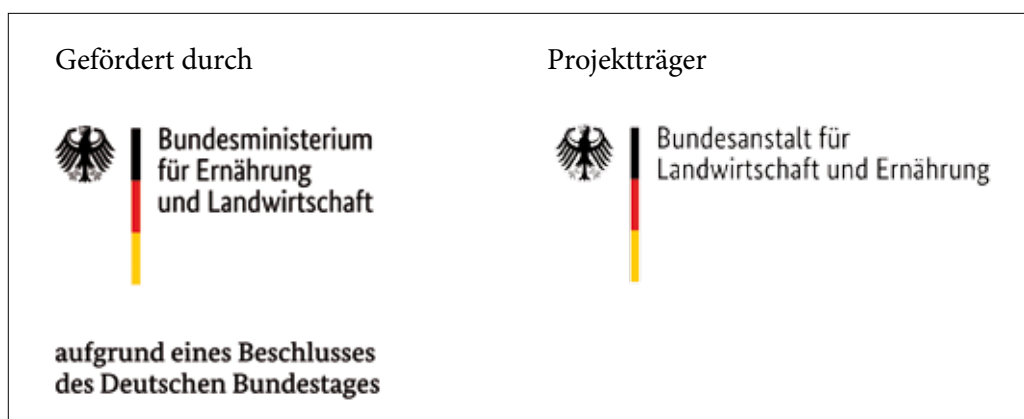 Gefördert durch
Bundesministerium
für Ernährung
und Landwirtschaft
aufgrund eines Beschlusses
des Deutschen Bundestages
Projektträger
Bundesanstalt für
Landwirtschaft und Ernährung